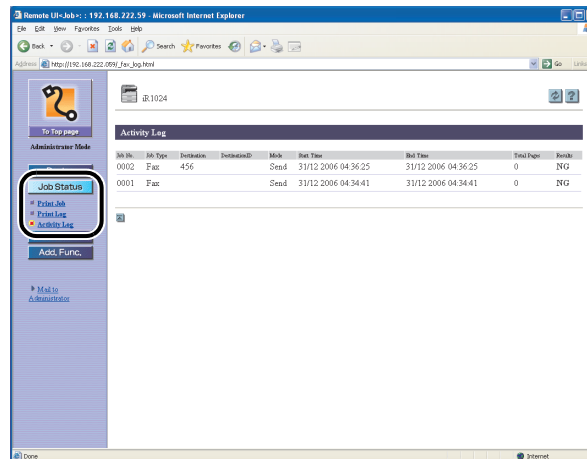 Remote UI<Job>: : 192.168.222.59 - Microsoft Internet Explorer
File Edit View Favorites Tools Help
Back Search Favorites
Address http://192.168.222.059/_fax_log.html Go Links
To Top page
Administrator Mode
Job Status
Print Job
Print Log
Activity Log
Add. Func.
Mail to
Administrator
iR1024
Activity Log
Job No. Job Type Destination DestinationID Mode Start Time End Time Total Pages Results
0002 Fax 456 Send 31/12 2006 04:36:25 31/12 2006 04:36:25 0 NG
0001 Fax Send 31/12 2006 04:34:41 31/12 2006 04:34:41 0 NG
Done Internet